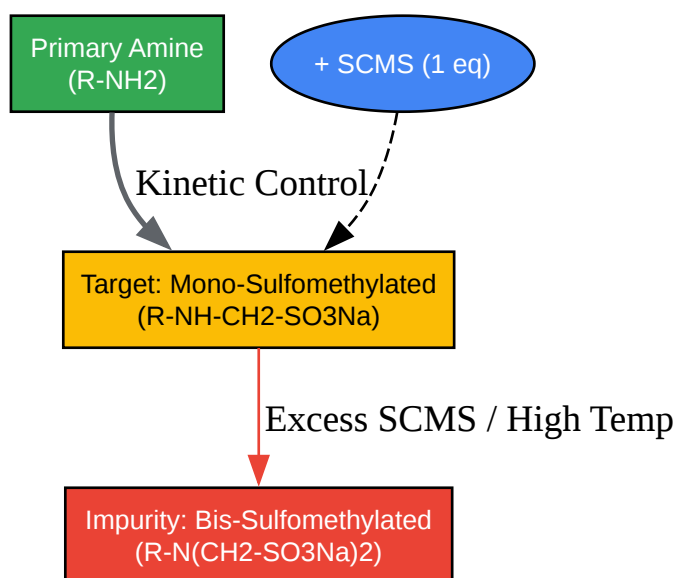 Primary Amine
(R-NH2)
+ SCMS (1 eq)
Kinetic Control
Target: Mono-Sulfomethylated
(R-NH-CH2-SO3Na)
Excess SCMS / High Temp
Impurity: Bis-Sulfomethylated
(R-N(CH2-SO3Na)2)